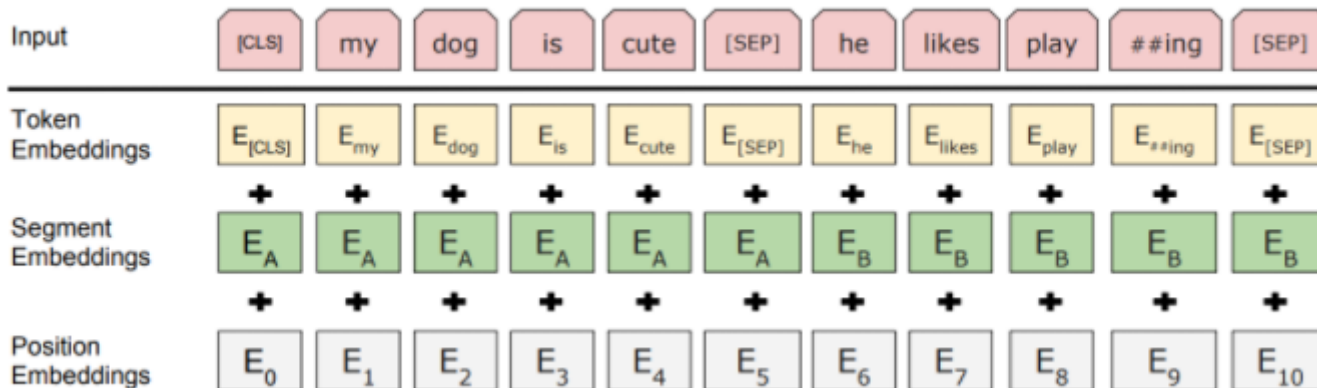 Input [CLS] my dog is cute [SEP] he likes play ##ing [SEP]
Token Embeddings E[CLS] Emy Edog Eis Ecute E[SEP] Ehe Elikes Eplay E##ing E[SEP]
+ + + + + + + + + + +
Segment Embeddings EA EA EA EA EA EA EB EB EB EB EB
+ + + + + + + + + + +
Position Embeddings E0 E1 E2 E3 E4 E5 E6 E7 E8 E9 E10